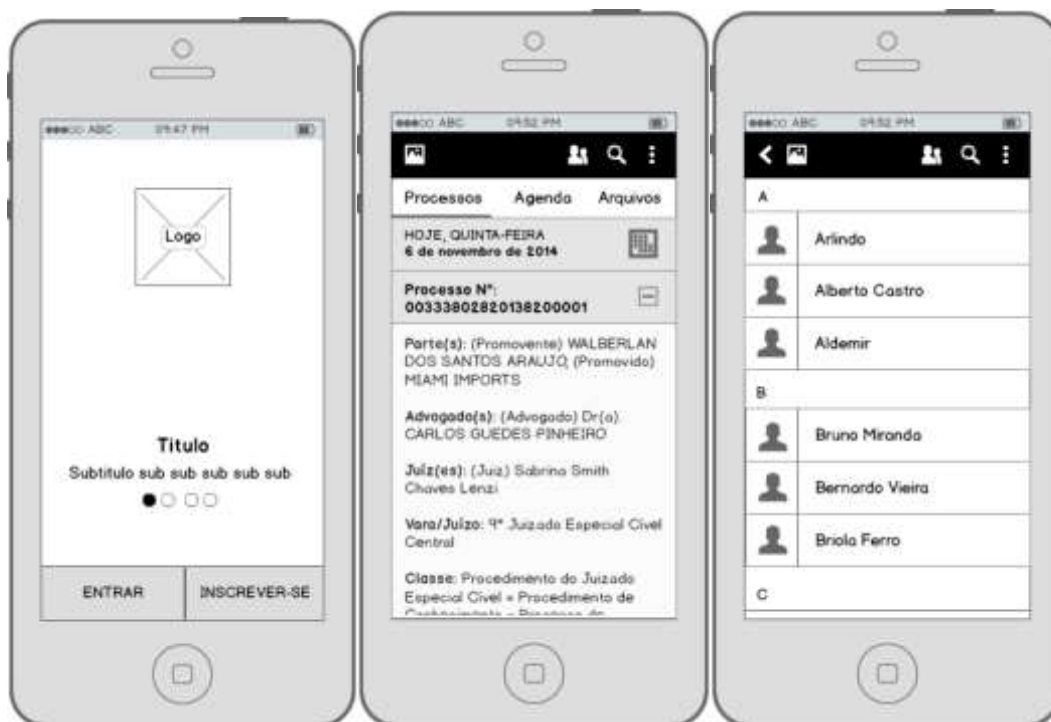 ABC 09:47 PM
Logo
Titulo
Subtitulo sub sub sub sub sub
ENTRAR INSCREVER-SE
ABC 09:52 PM
Processos Agenda Arquivos
HOJE, QUINTA-FEIRA
6 de novembro de 2014
Processo N°:
00333802820138200001
Parte(s): (Promovente) WALBERLAN
DOS SANTOS ARAUJO, (Promovido)
MIAMI IMPORTS
Advogado(s): (Advogado) Dr(a).
CARLOS GUEDES PINHEIRO
Juiz(es): (Juiz) Sabrina Smith
Chaves Lenzi
Vara/Juízo: 9° Juizado Especial Cível
Central
Classe: Procedimento do Juizado
Especial Cível = Procedimento de
ABC 09:52 PM
A
Arlindo
Alberto Castro
Aldemir
B
Bruno Miranda
Bernardo Vieira
Briola Ferro
C